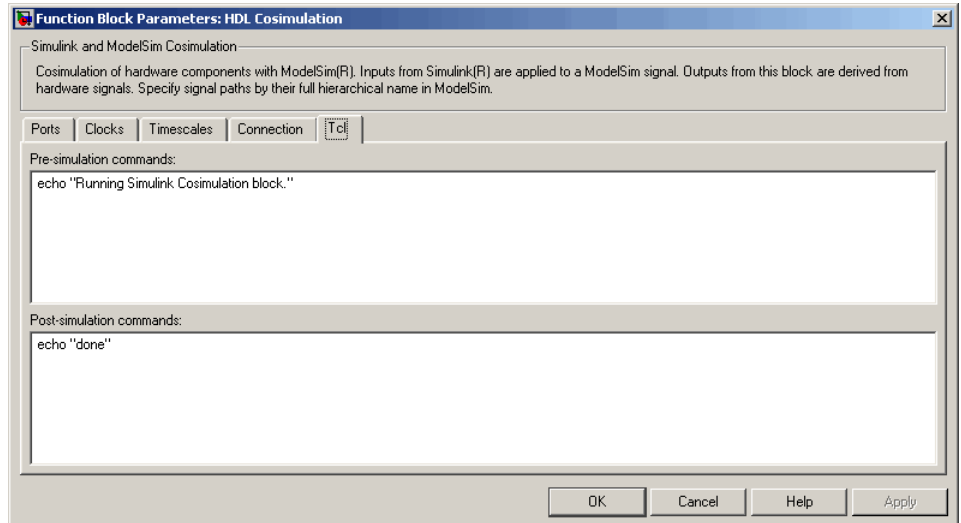 Function Block Parameters: HDL Cosimulation
Simulink and ModelSim Cosimulation
Cosimulation of hardware components with ModelSim(R). Inputs from Simulink(R) are applied to a ModelSim signal. Outputs from this block are derived from
hardware signals. Specify signal paths by their full hierarchical name in ModelSim.
Ports Clocks Timescales Connection Tcl
Pre-simulation commands:
echo "Running Simulink Cosimulation block."
Post-simulation commands:
echo "done"
OK Cancel Help Apply